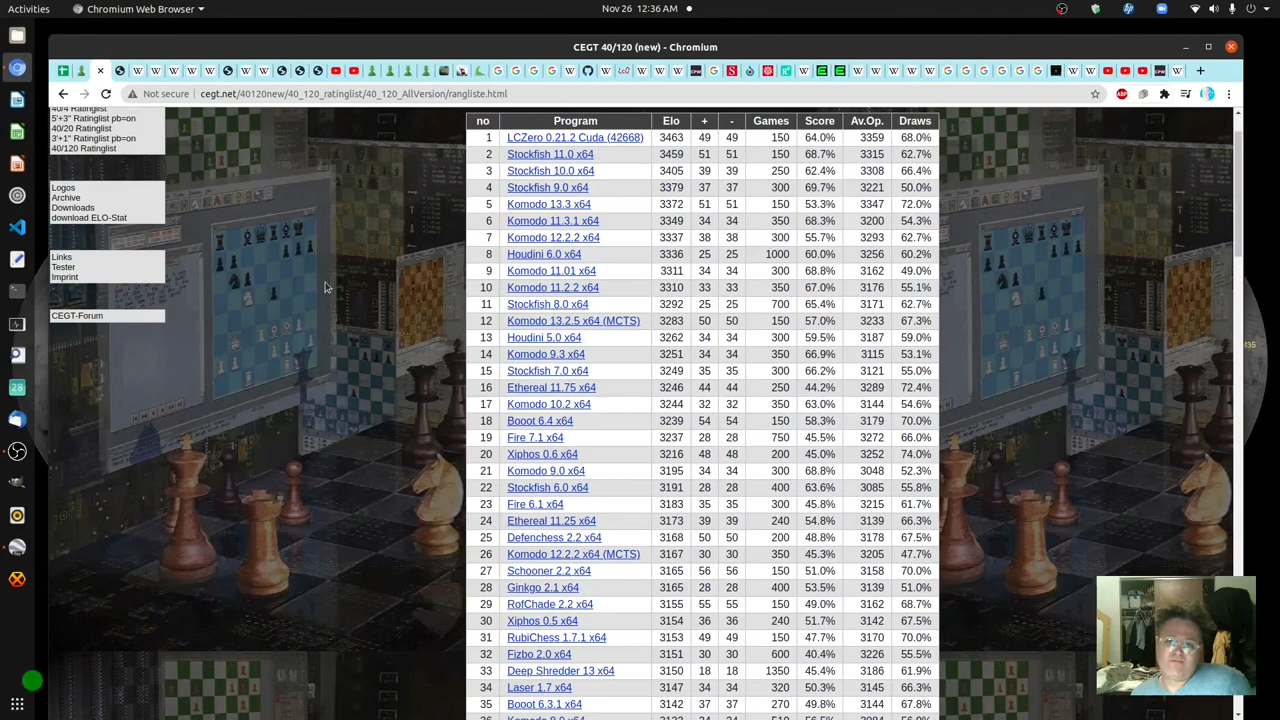 Activities
Chromium Web Browser
Nov 26 12:36 AM
CEGT 40/120 (new) - Chromium
Not secure
cegt.net/40120new/40_120_ratinglist/40_120_AllVersion/rangliste.html
40/4 Ratinglist
5'+3" Ratinglist pb=on
40/20 Ratinglist
3'+1" Ratinglist pb=on
40/120 Ratinglist
Logos
Archive
Downloads
download ELO-Stat
Links
Tester
Imprint
CEGT-Forum
no Program Elo + - Games Score Av.Op. Draws
1 LCZero 0.21.2 Cuda (42668) 3463 49 49 150 64.0% 3359 68.0%
2 Stockfish 11.0 x64 3459 51 51 150 68.7% 3315 62.7%
3 Stockfish 10.0 x64 3405 39 39 250 62.4% 3308 66.4%
4 Stockfish 9.0 x64 3379 37 37 300 69.7% 3221 50.0%
5 Komodo 13.3 x64 3372 51 51 150 53.3% 3347 72.0%
6 Komodo 11.3.1 x64 3349 34 34 350 68.3% 3200 54.3%
7 Komodo 12.2.2 x64 3337 38 38 300 55.7% 3293 62.7%
8 Houdini 6.0 x64 3336 25 25 1000 60.0% 3256 60.2%
9 Komodo 11.01 x64 3311 34 34 300 68.8% 3162 49.0%
10 Komodo 11.2.2 x64 3310 33 33 350 67.0% 3176 55.1%
11 Stockfish 8.0 x64 3292 25 25 700 65.4% 3171 62.7%
12 Komodo 13.2.5 x64 (MCTS) 3283 50 50 150 57.0% 3233 67.3%
13 Houdini 5.0 x64 3262 34 34 300 59.5% 3187 59.0%
14 Komodo 9.3 x64 3251 34 34 350 66.9% 3115 53.1%
15 Stockfish 7.0 x64 3249 35 35 300 66.2% 3121 55.0%
16 Ethereal 11.75 x64 3246 44 44 250 44.2% 3289 72.4%
17 Komodo 10.2 x64 3244 32 32 350 63.0% 3144 54.6%
18 Booot 6.4 x64 3239 54 54 150 58.3% 3179 70.0%
19 Fire 7.1 x64 3237 28 28 750 45.5% 3272 66.0%
20 Xiphos 0.6 x64 3216 48 48 200 45.0% 3252 74.0%
21 Komodo 9.0 x64 3195 34 34 300 68.8% 3048 52.3%
22 Stockfish 6.0 x64 3191 28 28 400 63.6% 3085 55.8%
23 Fire 6.1 x64 3183 35 35 300 45.8% 3215 61.7%
24 Ethereal 11.25 x64 3173 39 39 240 54.8% 3139 66.3%
25 Defenchess 2.2 x64 3168 50 50 200 48.8% 3178 67.5%
26 Komodo 12.2.2 x64 (MCTS) 3167 30 30 350 45.3% 3205 47.7%
27 Schooner 2.2 x64 3165 56 56 150 51.0% 3158 70.0%
28 Ginkgo 2.1 x64 3165 28 28 400 53.5% 3139 51.0%
29 RofChade 2.2 x64 3155 55 55 150 49.0% 3162 68.7%
30 Xiphos 0.5 x64 3154 36 36 240 51.7% 3142 67.5%
31 RubiChess 1.7.1 x64 3153 49 49 150 47.7% 3170 70.0%
32 Fizbo 2.0 x64 3151 30 30 600 40.4% 3226 55.5%
33 Deep Shredder 13 x64 3150 18 18 1350 45.4% 3186 61.9%
34 Laser 1.7 x64 3147 34 34 320 50.3% 3145 66.3%
35 Booot 6.3.1 x64 3142 37 37 270 49.8% 3144 67.8%